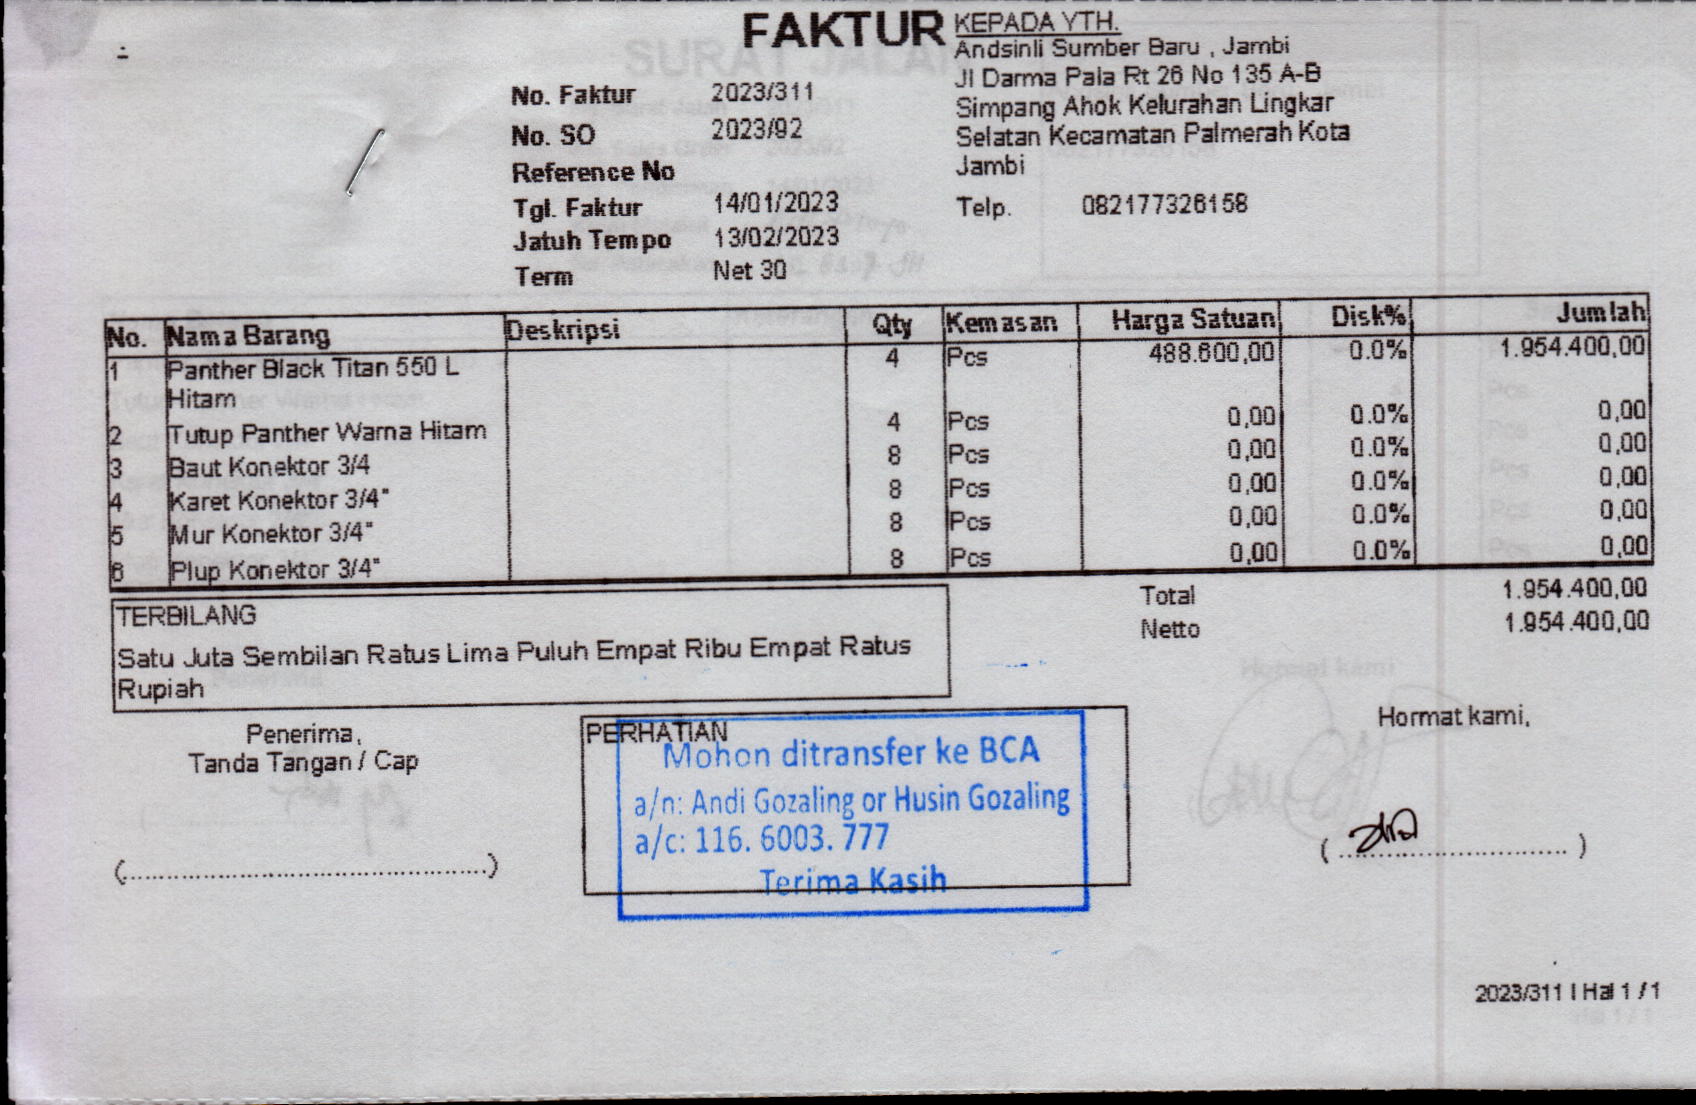 FAKTUR
KEPADA YTH.
Andsinli Sumber Baru , Jambi
Jl Darma Pala Rt 26 No 135 A-B
Simpang Ahok Kelurahan Lingkar
Selatan Kecamatan Palmerah Kota
Jambi
Telp. 082177326158
No. Faktur 2023/311
No. SO 2023/92
Reference No
Tgl. Faktur 14/01/2023
Jatuh Tempo 13/02/2023
Term Net 30
No. Nama Barang Deskripsi Qty Kemasan Harga Satuan Disk% Jumlah
1 Panther Black Titan 550 L 4 Pcs 488.600,00 0.0% 1.954.400,00
Hitam
2 Tutup Panther Warna Hitam 4 Pcs 0,00 0.0% 0,00
3 Baut Konektor 3/4 8 Pcs 0,00 0.0% 0,00
4 Karet Konektor 3/4" 8 Pcs 0,00 0.0% 0,00
5 Mur Konektor 3/4" 8 Pcs 0,00 0.0% 0,00
6 Plup Konektor 3/4" 8 Pcs 0,00 0.0% 0,00
Total 1.954.400,00
Netto 1.954.400,00
TERBILANG
Satu Juta Sembilan Ratus Lima Puluh Empat Ribu Empat Ratus
Rupiah
Penerima,
Tanda Tangan / Cap
PERHATIAN
Mohon ditransfer ke BCA
a/n: Andi Gozaling or Husin Gozaling
a/c: 116. 6003. 777
Terima Kasih
Hormat kami,
2023/311 I Hal 1 / 1